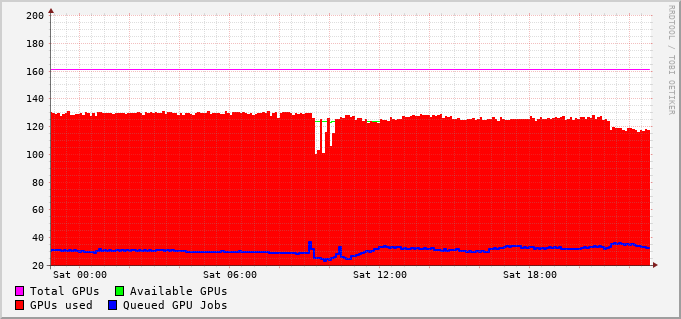 200
180
160
140
120
100
80
60
40
20
Sat 00:00 Sat 06:00 Sat 12:00 Sat 18:00
Total GPUs Available GPUs
GPUs used Queued GPU Jobs
RRDTOOL / TOBI OETIKER